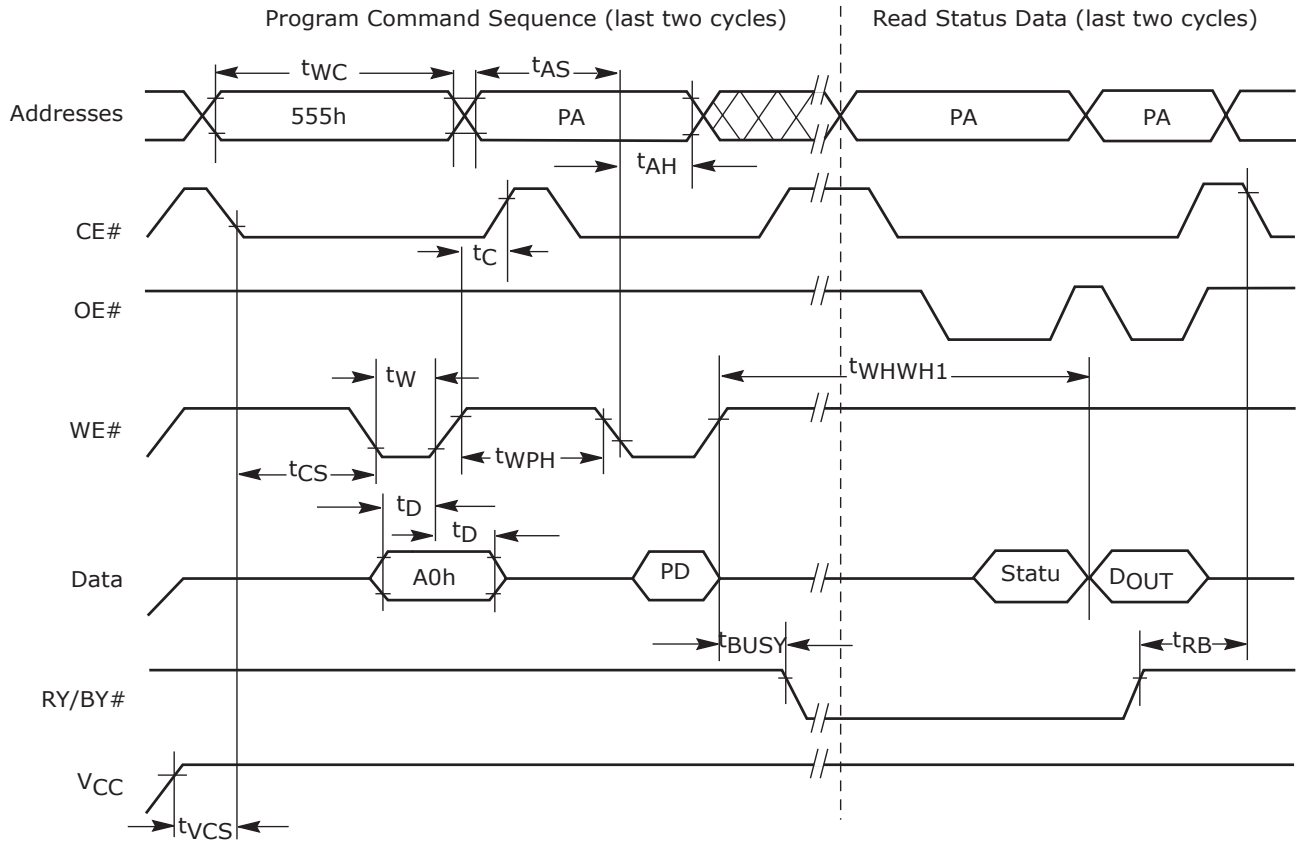 Program Command Sequence (last two cycles)
Read Status Data (last two cycles)
tWC
tAS
Addresses
555h
PA
PA
PA
tAH
CE#
tC
OE#
tW
tWHWH1
WE#
tCS
tWPH
tD
tD
Data
A0h
PD
Statu
DOUT
tBUSY
tRB
RY/BY#
VCC
tVCS